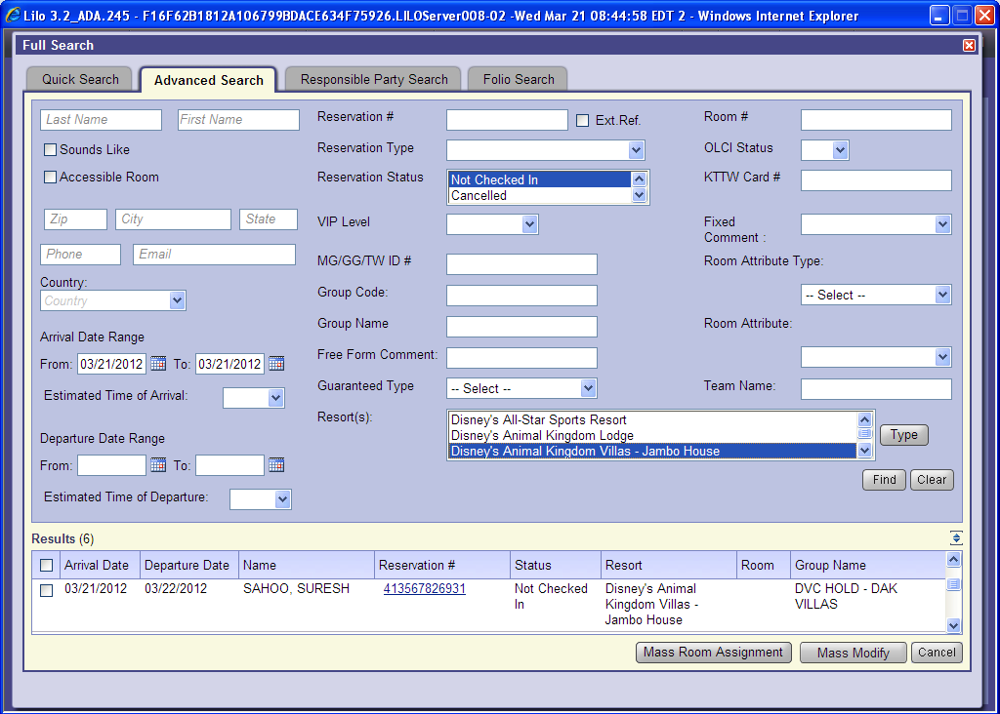 Lilo 3.2_ADA.245 - F16F62B1812A106799BDACE634F75926.LILOServer008-02 -Wed Mar 21 08:44:58 EDT 2 - Windows Internet Explorer
Full Search
Quick Search Advanced Search Responsible Party Search Folio Search
Last Name First Name Reservation # Ext.Ref. Room #
Sounds Like Reservation Type OLCI Status
Accessible Room Reservation Status Not Checked In KTTW Card #
Cancelled
Zip City State VIP Level Fixed
Comment :
Phone Email MG/GG/TW ID # Room Attribute Type:
Country:
Country Group Code: -- Select --
Arrival Date Range Group Name Room Attribute:
From: 03/21/2012 To: 03/21/2012 Free Form Comment:
Estimated Time of Arrival: Guaranteed Type -- Select -- Team Name:
Resort(s): Disney's All-Star Sports Resort
Departure Date Range Disney's Animal Kingdom Lodge Type
Disney's Animal Kingdom Villas - Jambo House
From: To:
Find Clear
Estimated Time of Departure:
Results (6)
Arrival Date Departure Date Name Reservation # Status Resort Room Group Name
03/21/2012 03/22/2012 SAHOO, SURESH 413567826931 Not Checked Disney's Animal DVC HOLD - DAK
In Kingdom Villas - VILLAS
Jambo House
Mass Room Assignment Mass Modify Cancel